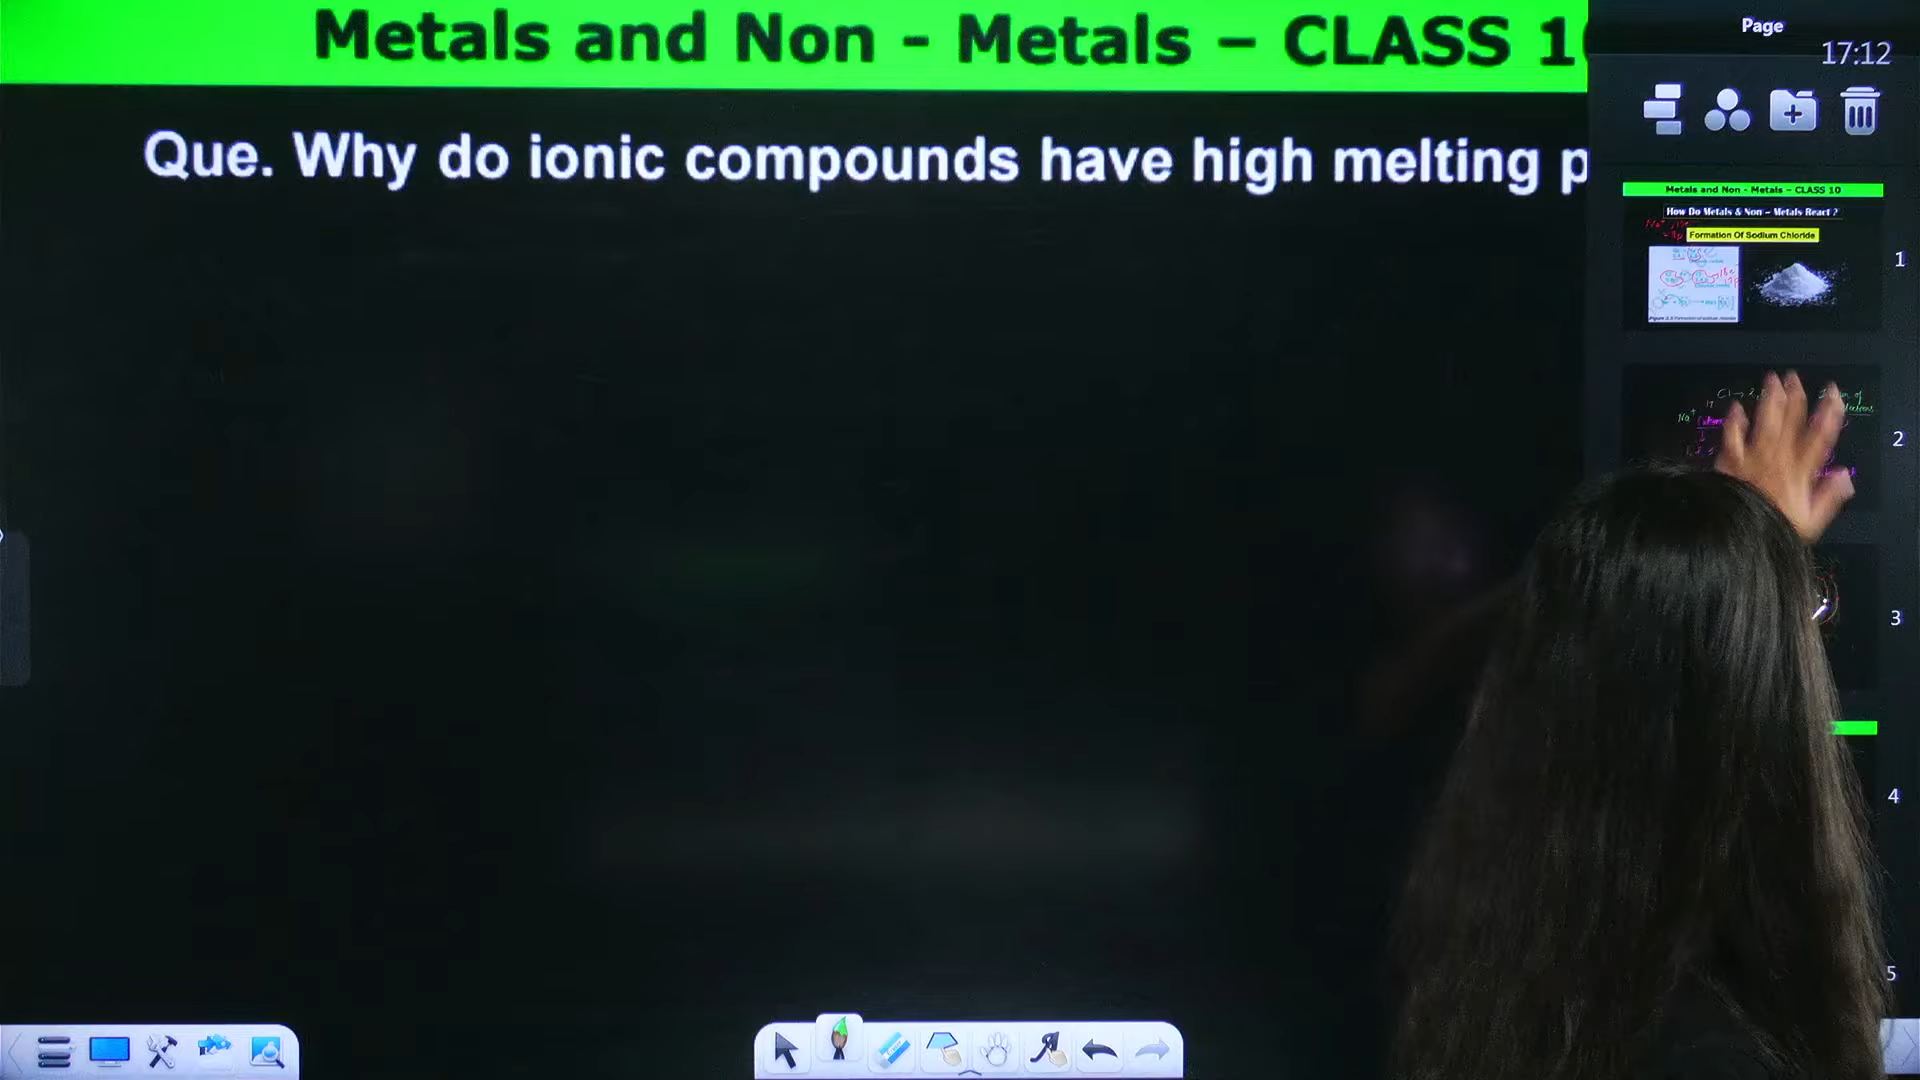 Metals and Non - Metals – CLASS 1
Que. Why do ionic compounds have high melting p
Page
17:12
Metals and Non - Metals – CLASS 10
How Do Metals & Non – Metals React ?
Formation Of Sodium Chloride
1
2
3
4
5